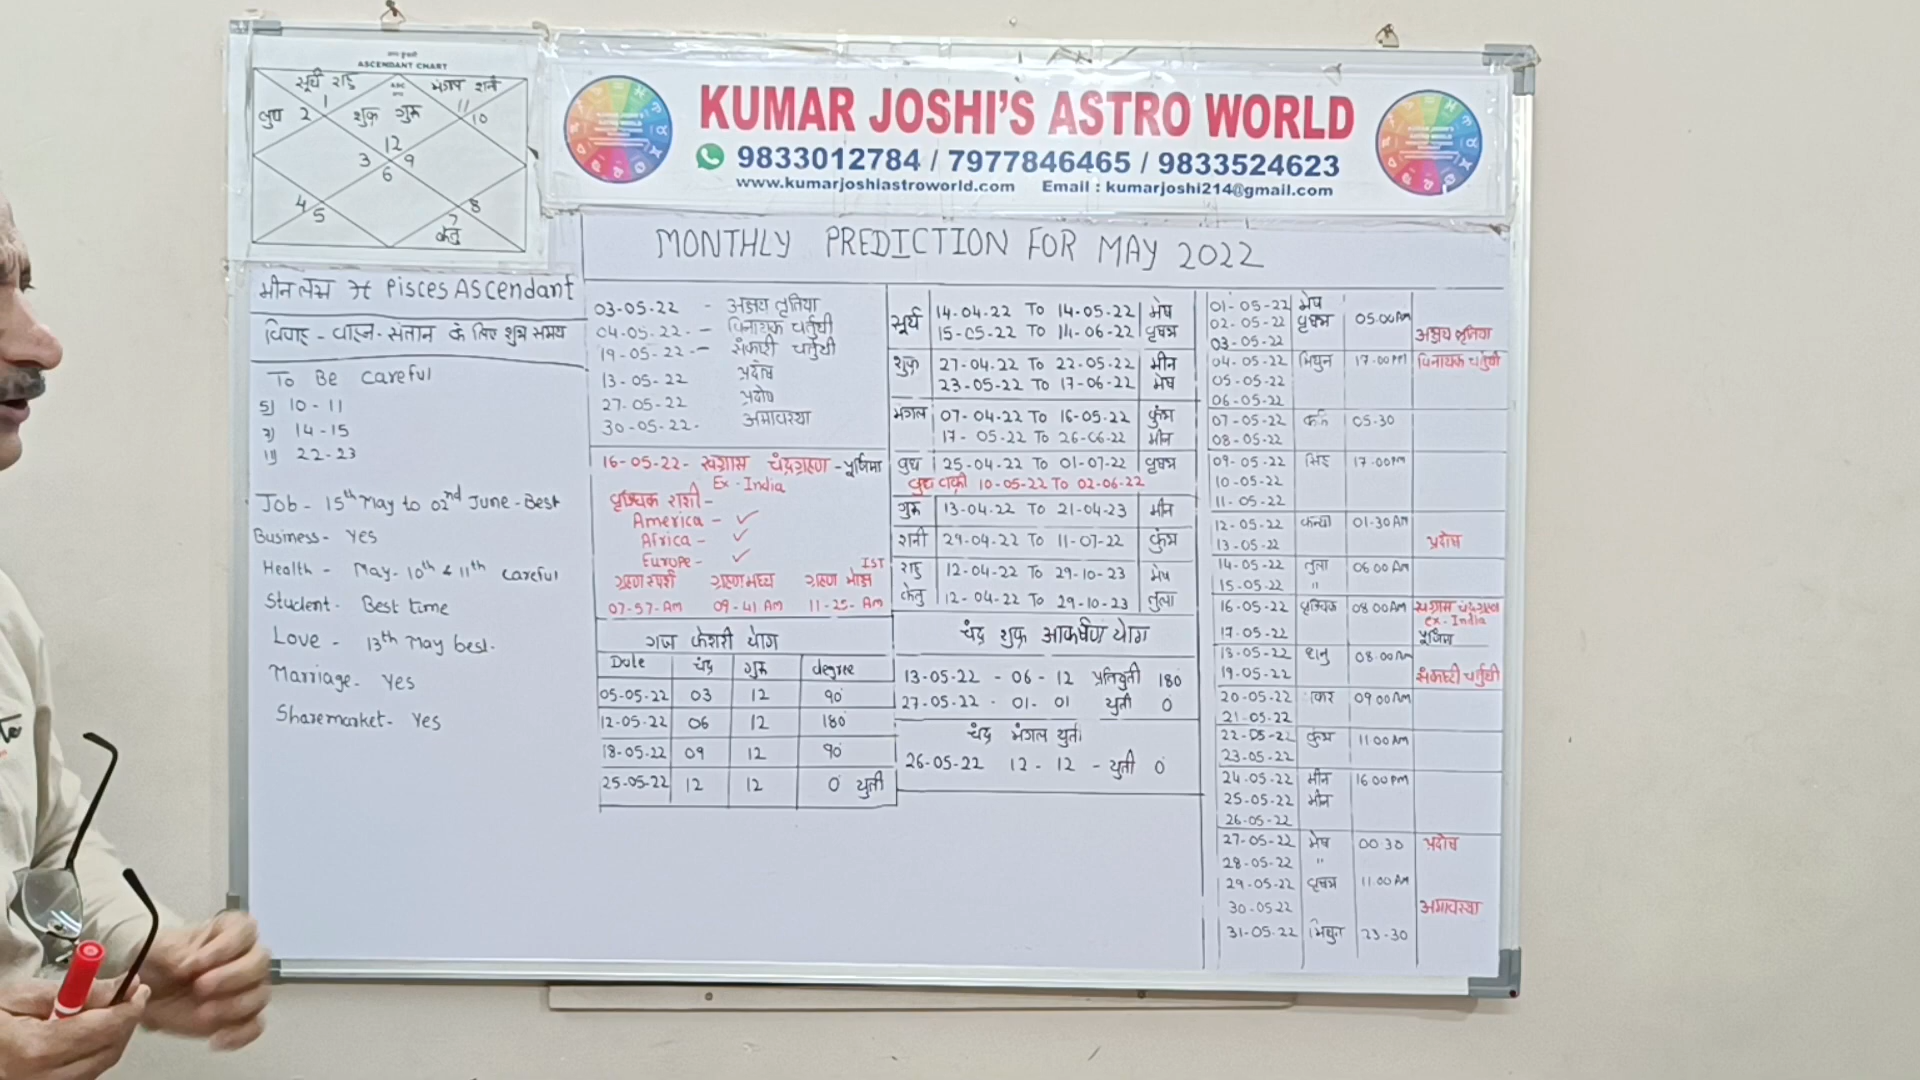 ASCENDANT CHART
सूर्य राहु
मंगल शनी
1
11
बुध 2
शुक्र गुरू
10
12
3 9
6
4
5
8
7
केतु
KUMAR JOSHI'S ASTRO WORLD
9833012784 / 7977846465 / 9833524623
www.kumarjoshiastroworld.com Email : kumarjoshi214@gmail.com
MONTHLY PREDICTION FOR MAY 2022
मीन लग्न ♓ Pisces Ascendant
विवाह - वाहन - संतान के लिए शुभ समय
To Be Careful
10 - 11
14 - 15
22 - 23
Job - 15th May to 02nd June - Best
Business - Yes
Health - May - 10th & 11th careful
Student - Best time
Love - 13th May best.
Marriage - Yes
Sharemarket - Yes
03-05-22 - अक्षय तृतिया
04-05-22 - विनायक चर्तुथी
19-05-22 - संकष्टी चर्तुथी
13-05-22 प्रदोष
27-05-22 प्रदोष
30-05-22 - अमावस्या
16-05-22 - खग्रास चंद्रग्रहण - पूर्णिमा
Ex - India
वृश्चिक राशी -
America - ✓
Africa - ✓
Europe - ✓
IST
ग्रहण स्पर्श ग्रहण मध्य ग्रहण मोक्ष
07-57-Am 09-41 Am 11-25-Am
गज केशरी योग
Date चंद्र गुरू degree
05-05-22 03 12 90°
12-05-22 06 12 180°
18-05-22 09 12 90°
25-05-22 12 12 0° युती
सूर्य 14-04-22 TO 14-05-22 मेष
15-05-22 TO 14-06-22 वृषभ
शुक्र 27-04-22 TO 22-05-22 मीन
23-05-22 TO 17-06-22 मेष
मंगल 07-04-22 TO 16-05-22 कुंभ
17-05-22 TO 26-06-22 मीन
बुध 25-04-22 TO 01-07-22 वृषभ
बुध वक्री 10-05-22 TO 02-06-22
गुरू 13-04-22 TO 21-04-23 मीन
शनी 29-04-22 TO 11-07-22 कुंभ
राहु 12-04-22 TO 29-10-23 मेष
केतु 12-04-22 TO 29-10-23 तुला
चंद्र शुक्र आकर्षण योग
13-05-22 - 06 - 12 प्रतियुती 180
27-05-22 - 01 - 01 युती 0°
चंद्र मंगल युती
26-05-22 12 - 12 - युती 0°
01-05-22 मेष
02-05-22 वृषभ 05:00 Pm
03-05-22 अक्षय तृतिया
04-05-22 मिथुन 17-00 PM विनायक चर्तुथी
05-05-22
06-05-22
07-05-22 कर्क 05-30
08-05-22
09-05-22 सिंह 17-00 PM
10-05-22
11-05-22
12-05-22 कन्या 01-30 Am
13-05-22 प्रदोष
14-05-22 तुला 06 00 Am
15-05-22 "
16-05-22 वृश्चिक 08 00 Am खग्रास चंद्रग्रहण
Ex - India
17-05-22 पूर्णिमा
18-05-22 धनु 08-00 Am
19-05-22 संकष्टी चर्तुथी
20-05-22 मकर 09 00 Am
21-05-22
22-05-22 कुंभ 11 00 Am
23-05-22
24-05-22 मीन 16 00 pm
25-05-22 मीन
26-05-22
27-05-22 मेष 00 30 प्रदोष
28-05-22 "
29-05-22 वृषभ 11 00 AM
30-0522 अमावस्या
31-05-22 मिथुन 23-30